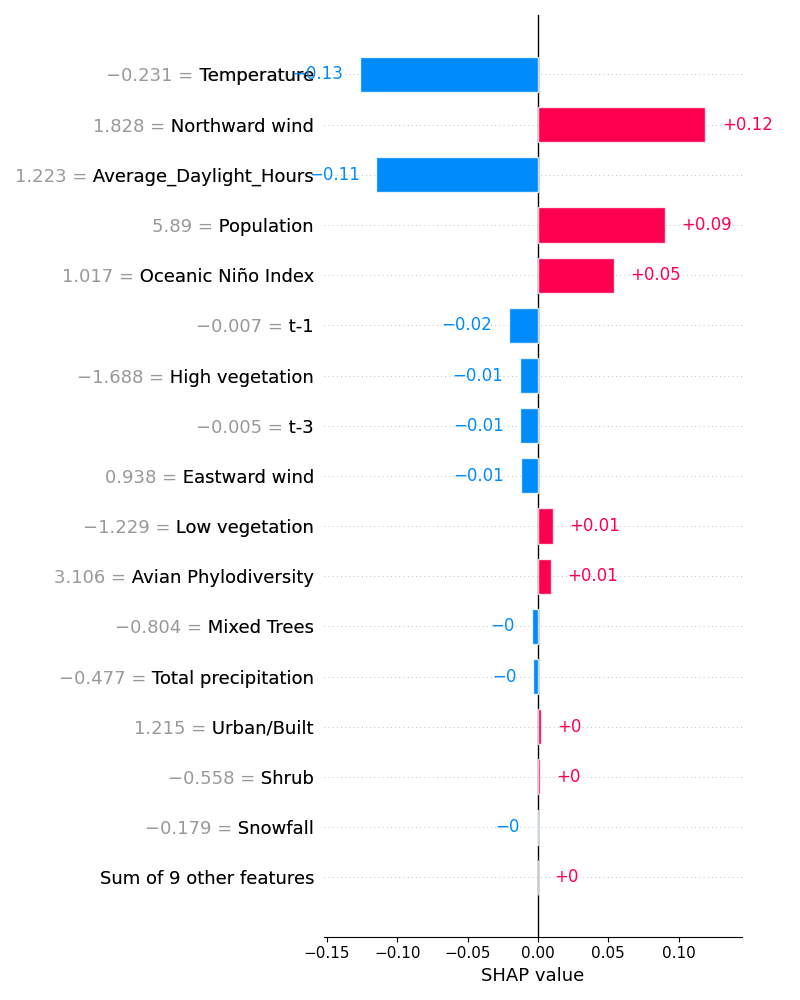 −0.231 = Temperature −0.13
1.828 = Northward wind +0.12
1.223 = Average_Daylight_Hours −0.11
5.89 = Population +0.09
1.017 = Oceanic Niño Index +0.05
−0.007 = t-1 −0.02
−1.688 = High vegetation −0.01
−0.005 = t-3 −0.01
0.938 = Eastward wind −0.01
−1.229 = Low vegetation +0.01
3.106 = Avian Phylodiversity +0.01
−0.804 = Mixed Trees −0
−0.477 = Total precipitation −0
1.215 = Urban/Built +0
−0.558 = Shrub +0
−0.179 = Snowfall −0
Sum of 9 other features +0
−0.15 −0.10 −0.05 0.00 0.05 0.10
SHAP value